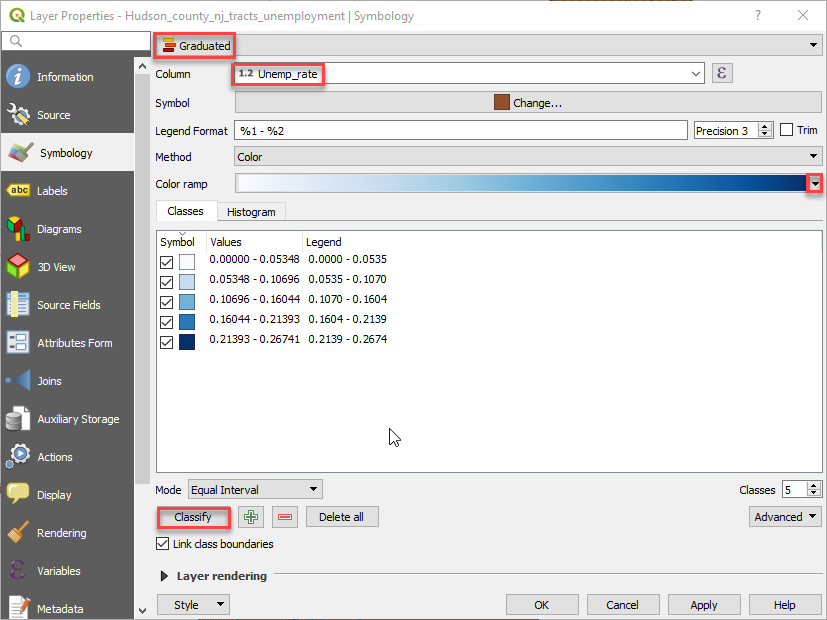 Layer Properties - Hudson_county_nj_tracts_unemployment | Symbology
?
Information
Source
Symbology
abc Labels
Diagrams
3D View
Source Fields
Attributes Form
Joins
Auxiliary Storage
Actions
Display
Rendering
Variables
Metadata
Graduated
Column 1.2 Unemp_rate ε
Symbol Change...
Legend Format %1 - %2 Precision 3 Trim
Method Color
Color ramp
Classes Histogram
Symbol Values Legend
0.00000 - 0.05348 0.0000 - 0.0535
0.05348 - 0.10696 0.0535 - 0.1070
0.10696 - 0.16044 0.1070 - 0.1604
0.16044 - 0.21393 0.1604 - 0.2139
0.21393 - 0.26741 0.2139 - 0.2674
Mode Equal Interval Classes 5
Classify Delete all Advanced
Link class boundaries
Layer rendering
Style OK Cancel Apply Help